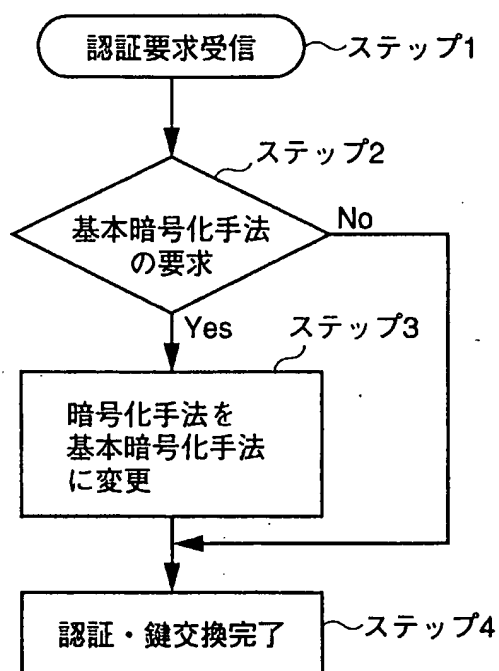 認証要求受信
ステップ1
ステップ2
基本暗号化手法
の要求
No
Yes
ステップ3
暗号化手法を
基本暗号化手法
に変更
認証・鍵交換完了
ステップ4